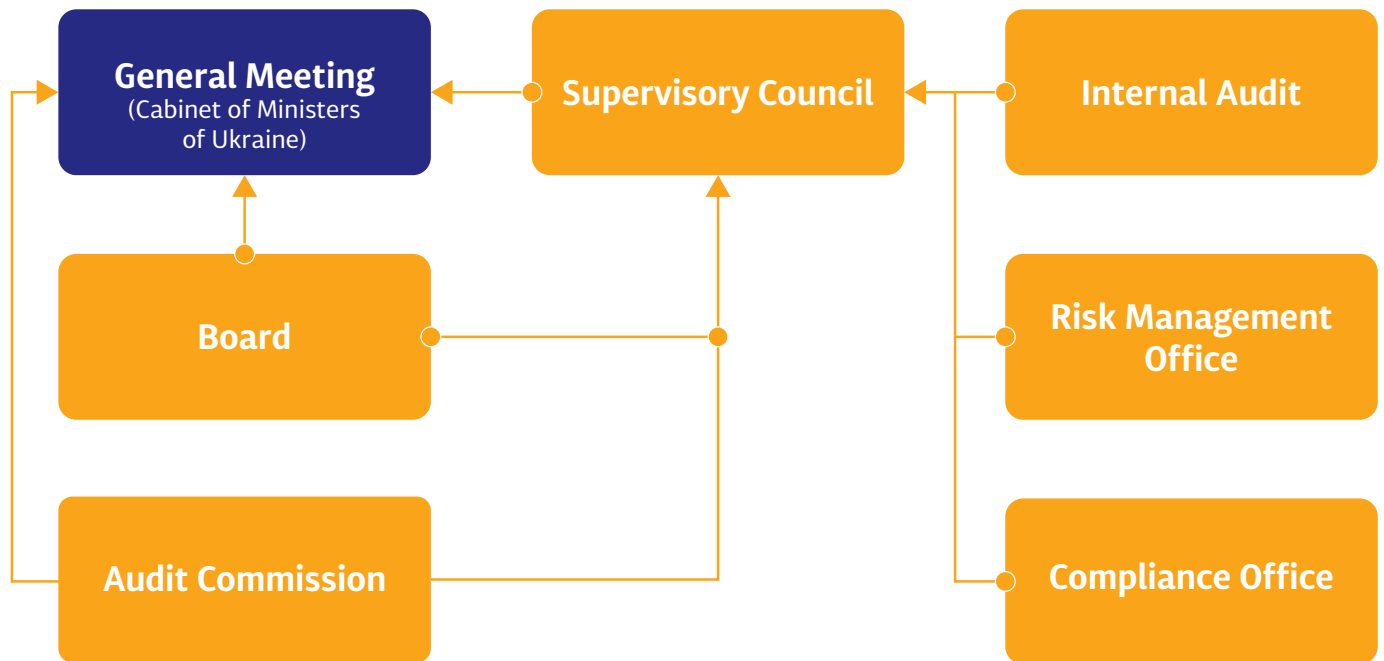 General Meeting
(Cabinet of Ministers
of Ukraine)
Supervisory Council
Internal Audit
Board
Risk Management
Office
Audit Commission
Compliance Office